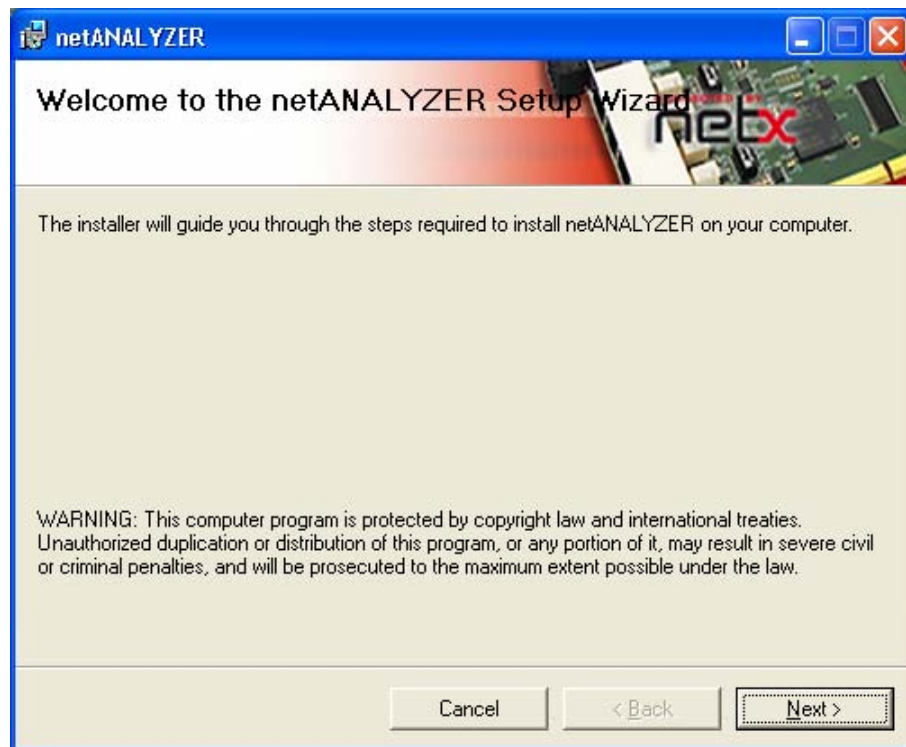 netANALYZER
Welcome to the netANALYZER Setup Wizard
netx
The installer will guide you through the steps required to install netANALYZER on your computer.
WARNING: This computer program is protected by copyright law and international treaties.
Unauthorized duplication or distribution of this program, or any portion of it, may result in severe civil
or criminal penalties, and will be prosecuted to the maximum extent possible under the law.
Cancel
< Back
Next >